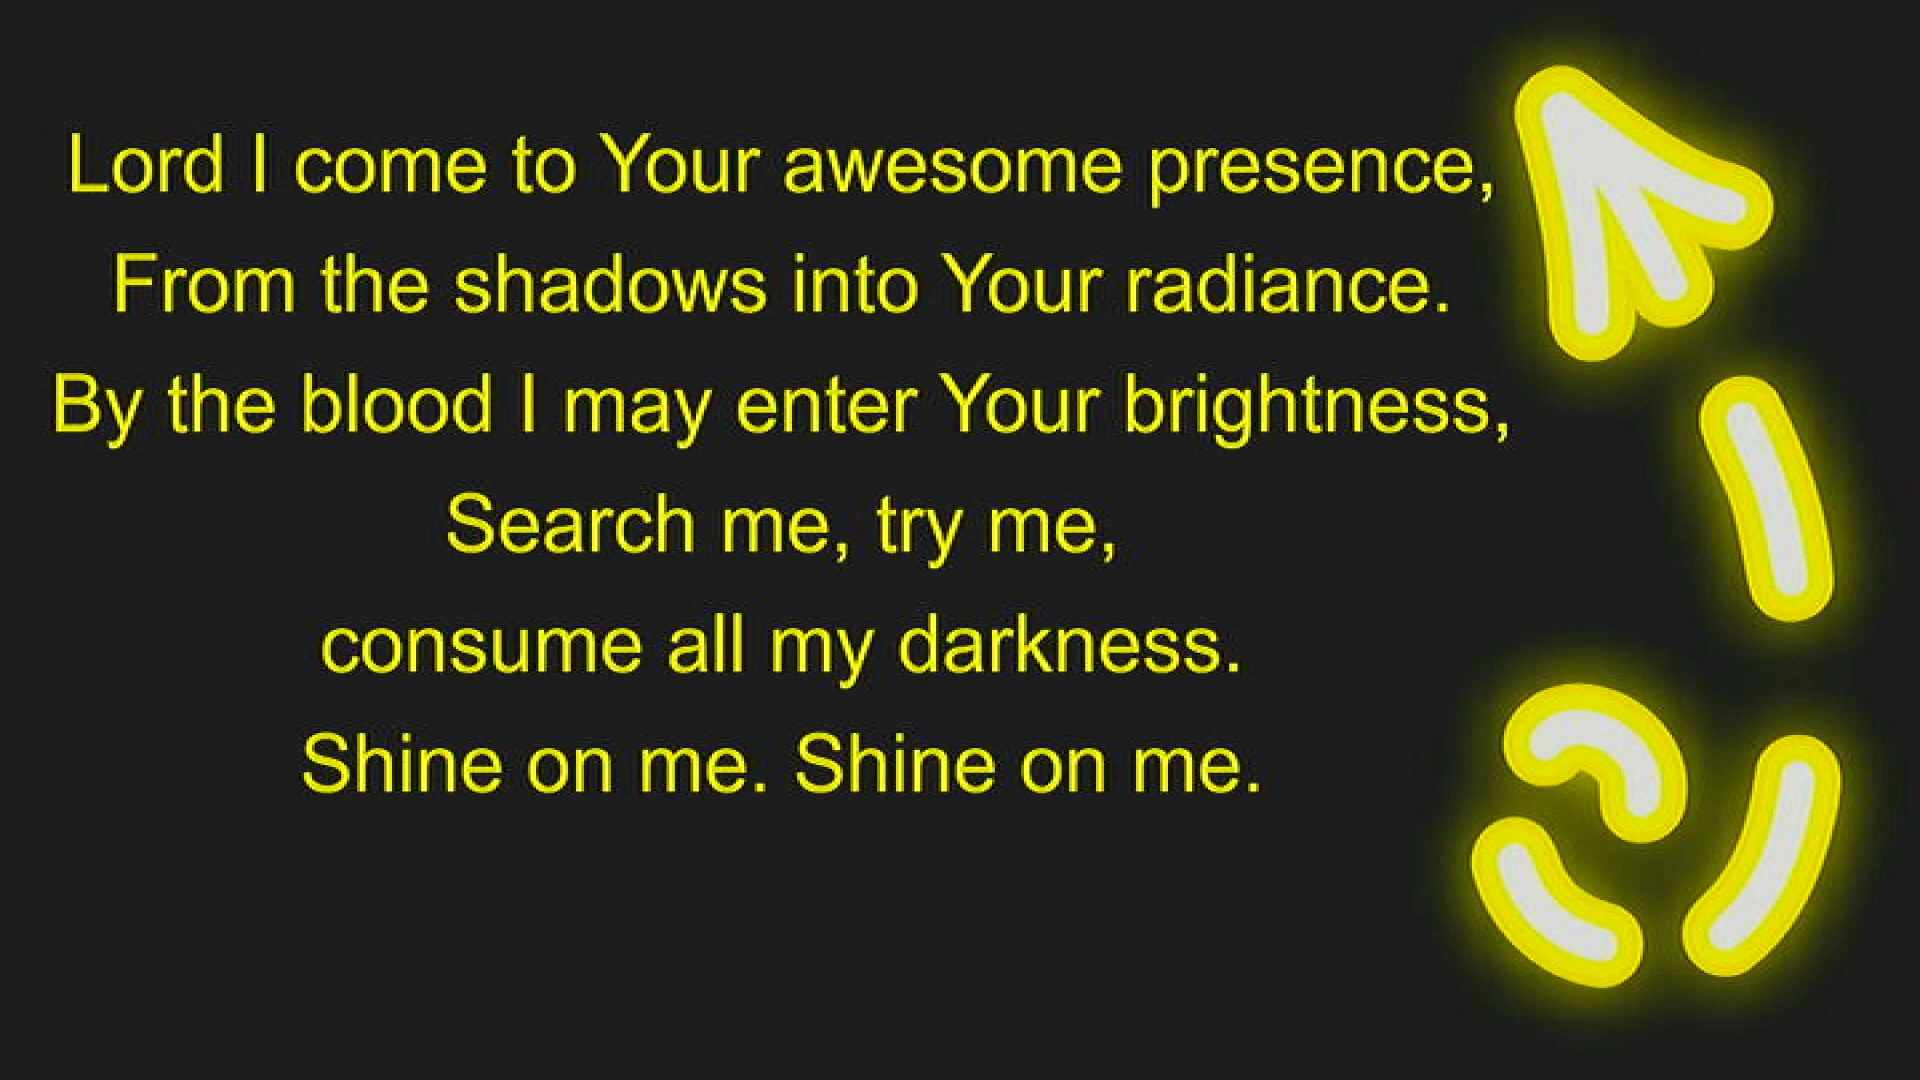 Lord I come to Your awesome presence,
From the shadows into Your radiance.
By the blood I may enter Your brightness,
Search me, try me,
consume all my darkness.
Shine on me. Shine on me.